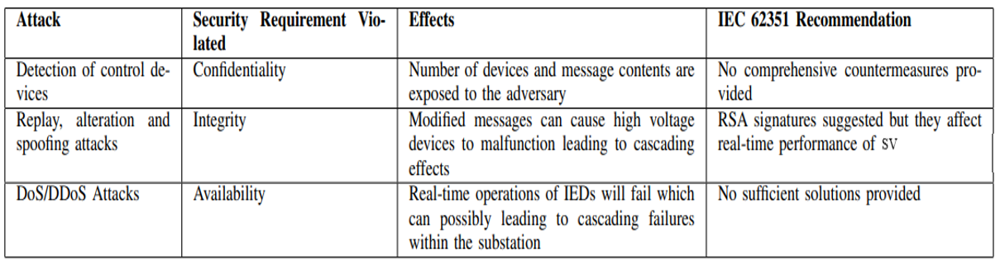 Attack
Security Requirement Vio-
lated
Effects
IEC 62351 Recommendation
Detection of control de-
vices
Confidentiality
Number of devices and message contents are
exposed to the adversary
No comprehensive countermeasures pro-
vided
Replay, alteration and
spoofing attacks
Integrity
Modified messages can cause high voltage
devices to malfunction leading to cascading
effects
RSA signatures suggested but they affect
real-time performance of SV
DoS/DDoS Attacks
Availability
Real-time operations of IEDs will fail which
can possibly leading to cascading failures
within the substation
No sufficient solutions provided